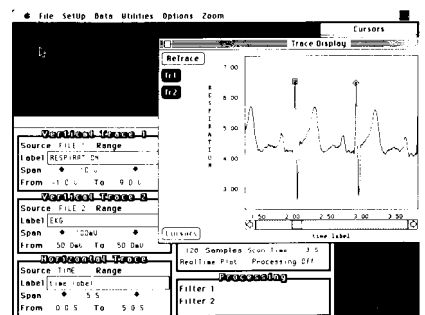 File SetUp Data Utilities Options Zoom
Cursors
Trace Display
ReTrace
Tr1
Tr2
RESPIRATION
7 00
6 00
5 00
4 00
3 00
1 50 2 00 2 50 3 00 3 50
time label
Cursors
Vertical Trace 1
Source FILE 1 Range
Label RESPIRATION
Span 10 v
From -1 0 v To 9 0 v
Vertical Trace 2
Source FILE 2 Range
Label EKG
Span 100mV
From 50 0mV To 50 0mV
Horizontal Trace
Source TIME Range
Label time label
Span 5 S
From 0 0 S To 5 0 S
120 Samples Scan Time 3 5
RealTime Plot Processing Off
Processing
Filter 1
Filter 2